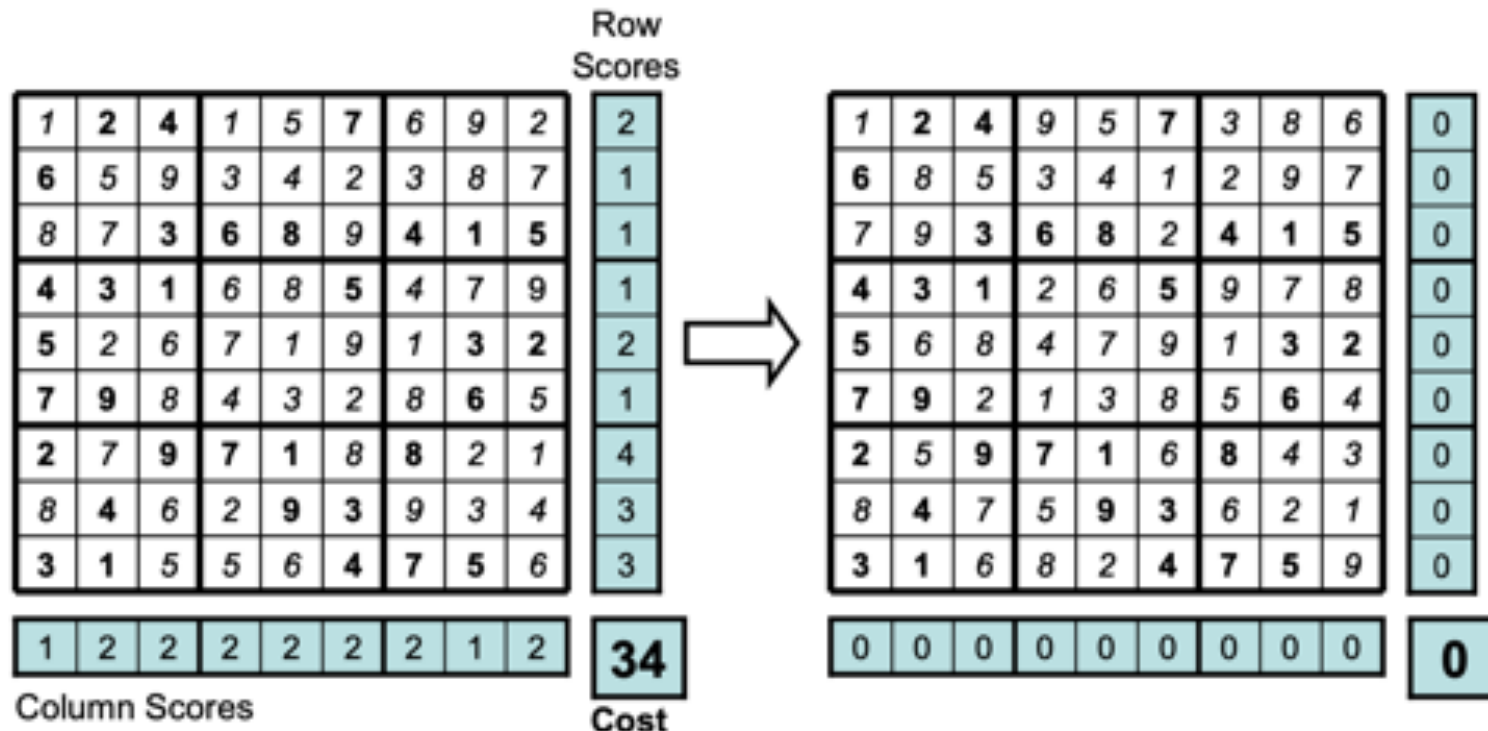 Row
Scores
1 2 4 1 5 7 6 9 2 2 1 2 4 9 5 7 3 8 6 0
6 5 9 3 4 2 3 8 7 1 6 8 5 3 4 1 2 9 7 0
8 7 3 6 8 9 4 1 5 1 7 9 3 6 8 2 4 1 5 0
4 3 1 6 8 5 4 7 9 1 4 3 1 2 6 5 9 7 8 0
5 2 6 7 1 9 1 3 2 2 5 6 8 4 7 9 1 3 2 0
7 9 8 4 3 2 8 6 5 1 7 9 2 1 3 8 5 6 4 0
2 7 9 7 1 8 8 2 1 4 2 5 9 7 1 6 8 4 3 0
8 4 6 2 9 3 9 3 4 3 8 4 7 5 9 3 6 2 1 0
3 1 5 5 6 4 7 5 6 3 3 1 6 8 2 4 7 5 9 0
1 2 2 2 2 2 2 1 2 34 0 0 0 0 0 0 0 0 0 0
Column Scores Cost